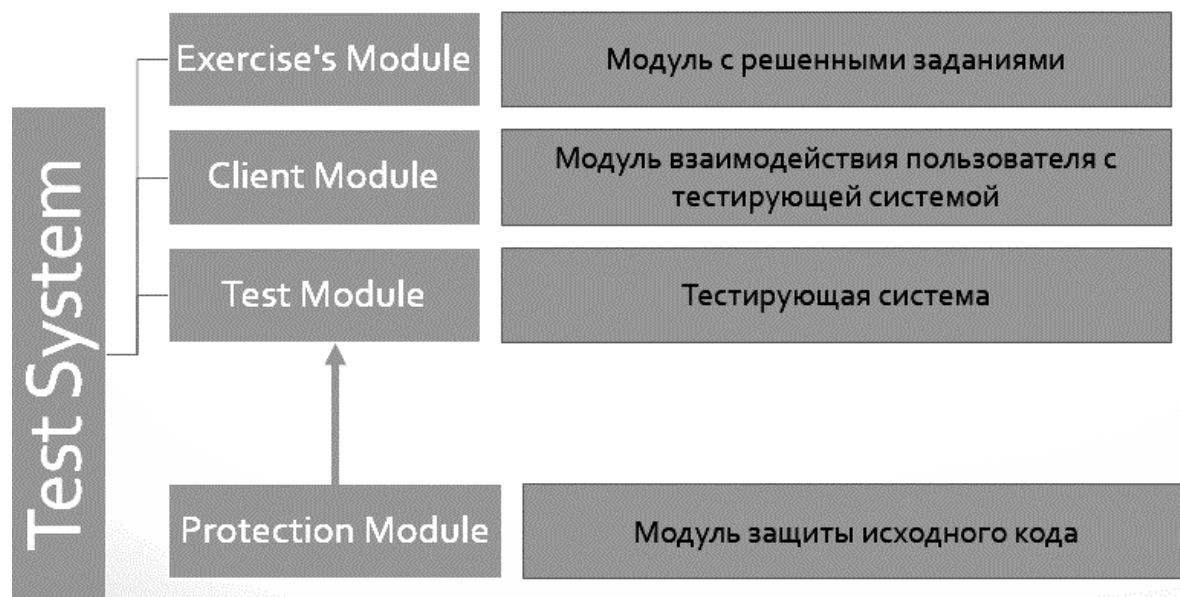 Test System
Exercise's Module
Модуль с решенными заданиями
Client Module
Модуль взаимодействия пользователя с
тестирующей системой
Test Module
Тестирующая система
Protection Module
Модуль защиты исходного кода